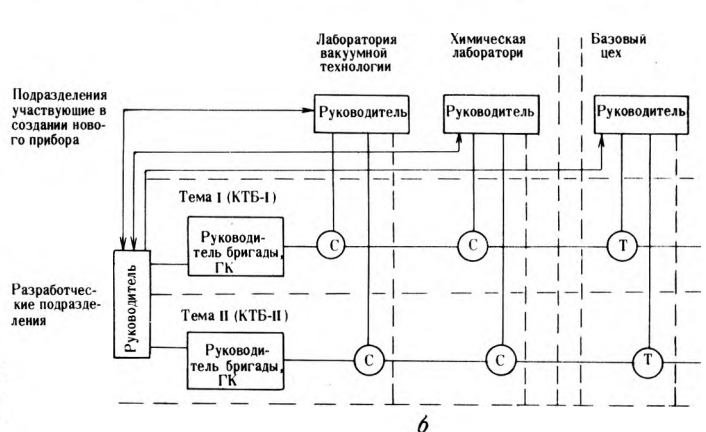 Лаборатория
вакуумной
технологии
Химическая
лаборатори
Базовый
цех
Подразделения
участвующие в
создании ново-
го прибора
Руководитель
Руководитель
Руководитель
Тема I (КТБ-I)
Руководи-
тель бригады,
ГК
С
С
Т
Разработчес-
кие подразде-
ления
Руководитель
Тема II (КТБ-II)
Руководи-
тель бригады,
ГК
С
С
Т
б